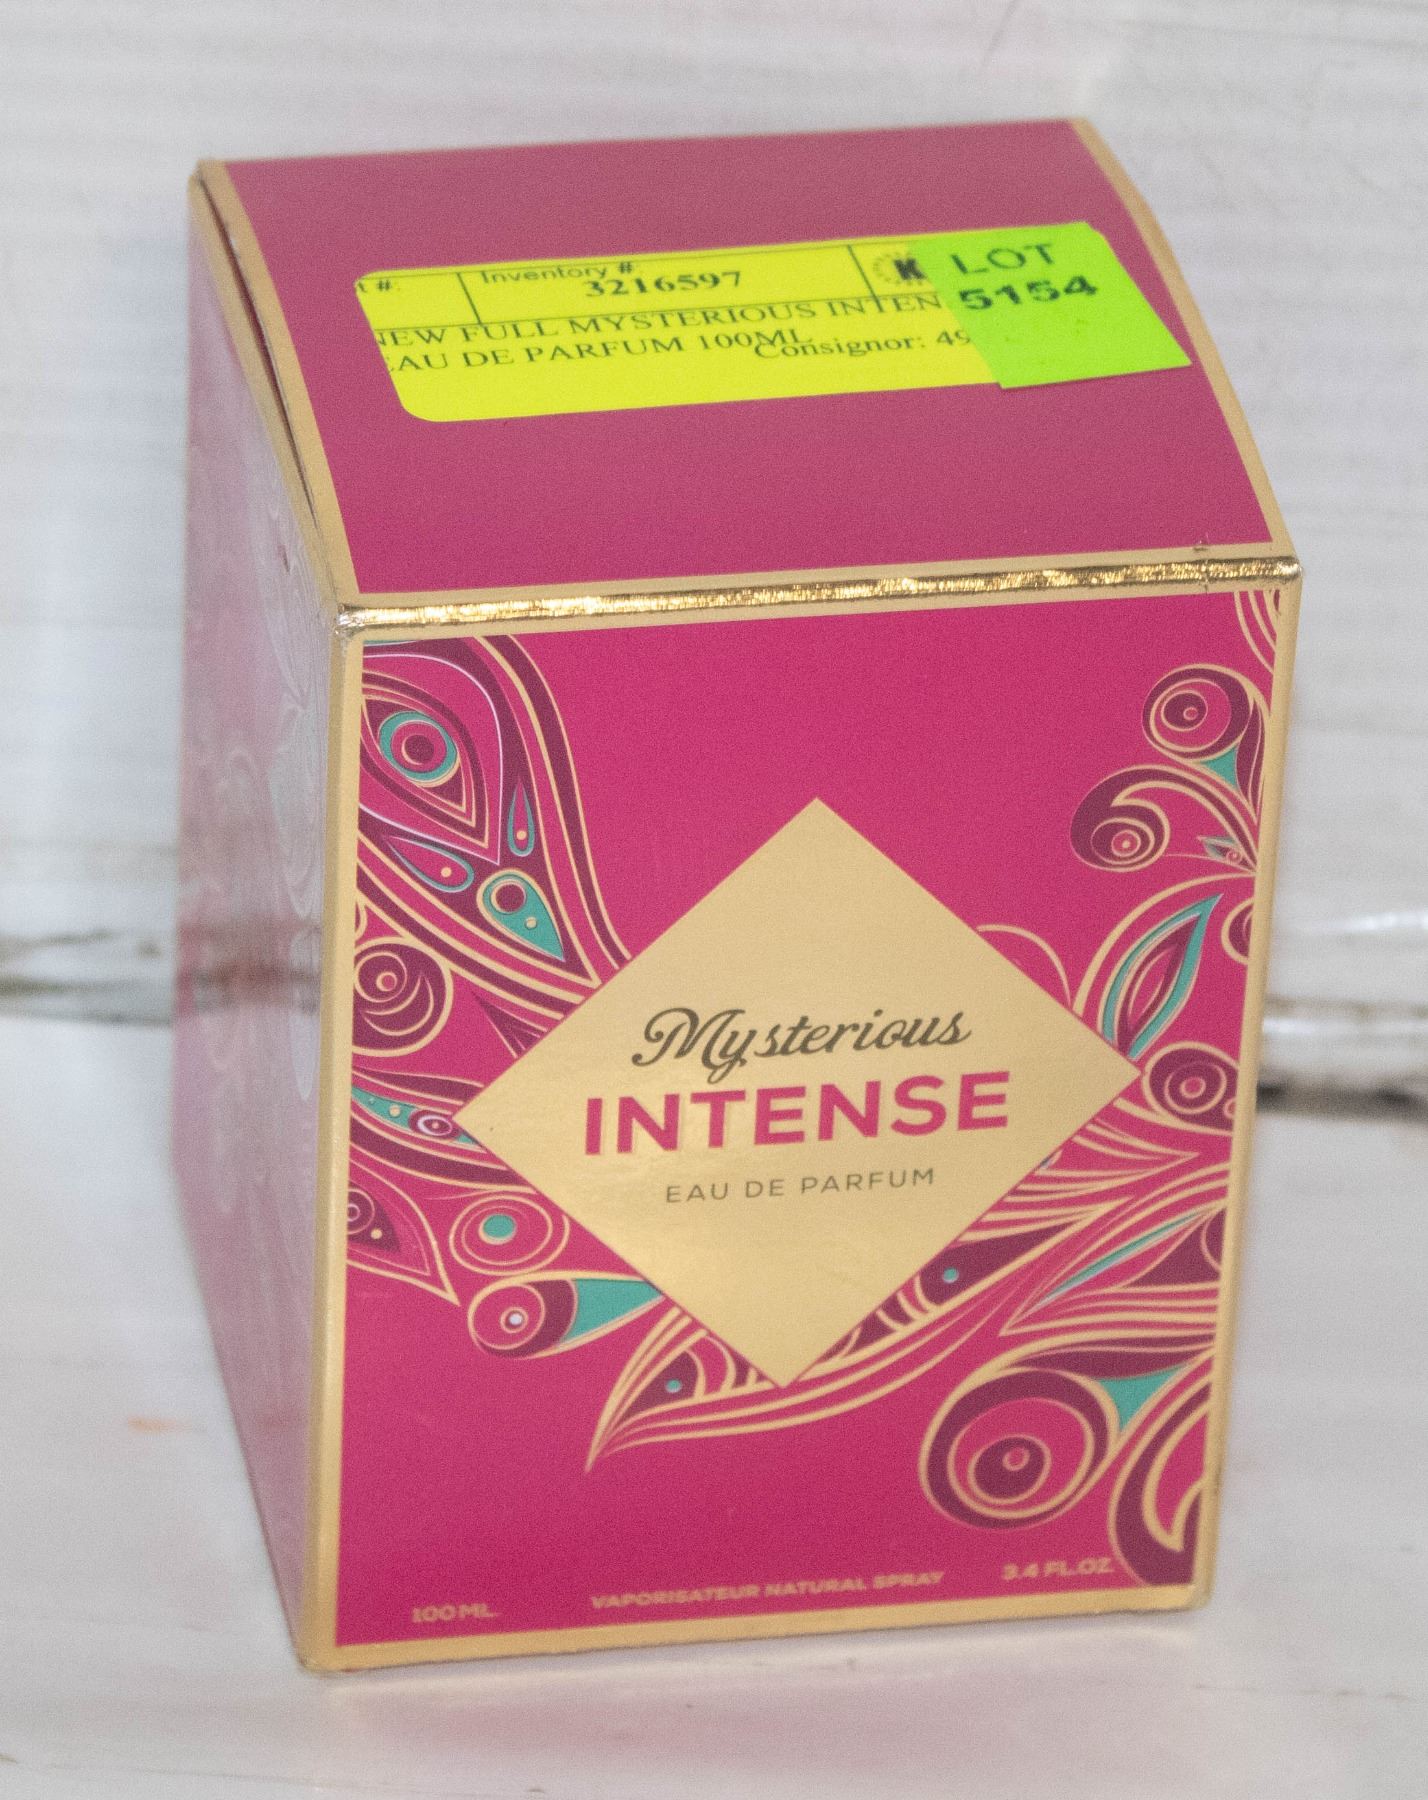 #:
Inventory #:
3216597
K
LOT
5154
NEW FULL MYSTERIOUS INTEN
EAU DE PARFUM 100ML
Consignor: 49
Mysterious
INTENSE
EAU DE PARFUM
100 ML.
VAPORISATEUR NATURAL SPRAY
3.4 FL.OZ.